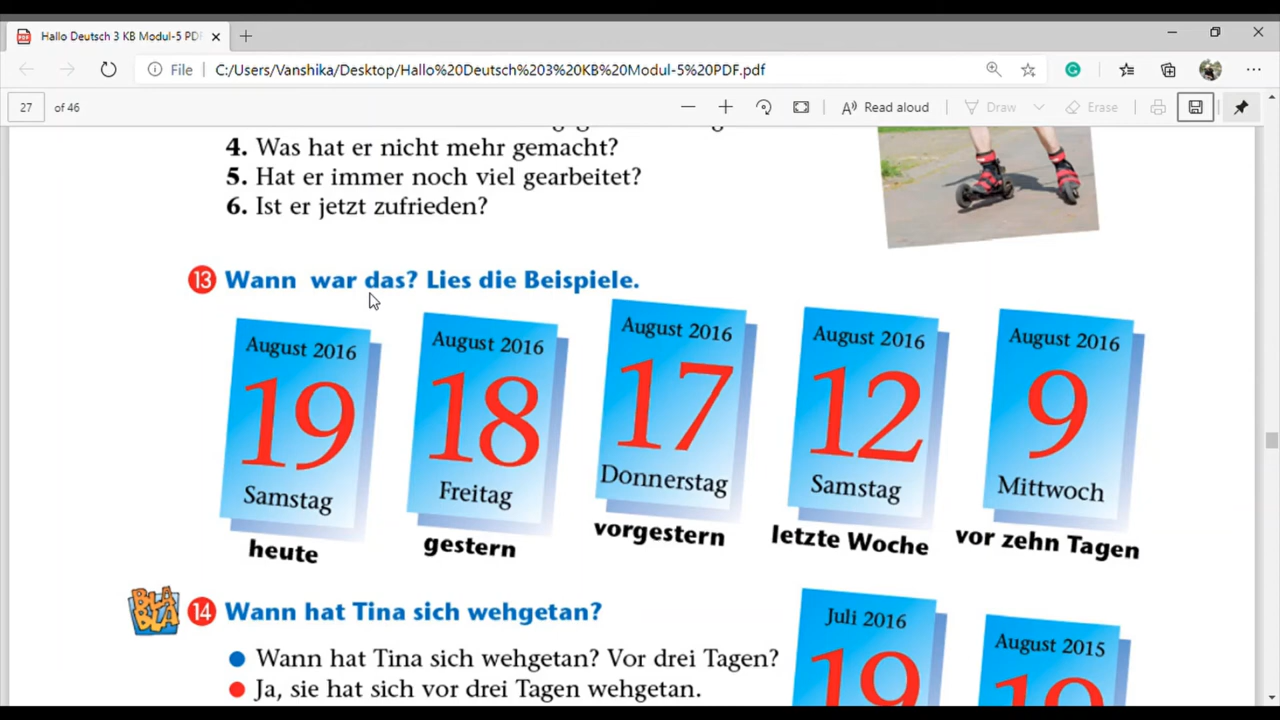 Hallo Deutsch 3 KB Modul-5 PD
File
C:/Users/Vanshika/Desktop/Hallo%20Deutsch%203%20KB%20Modul-5%20PDF.pdf
27 of 46
Read aloud
Draw
Erase
4. Was hat er nicht mehr gemacht?
5. Hat er immer noch viel gearbeitet?
6. Ist er jetzt zufrieden?
13 Wann war das? Lies die Beispiele.
August 2016
19
Samstag
heute
August 2016
18
Freitag
gestern
August 2016
17
Donnerstag
vorgestern
August 2016
12
Samstag
letzte Woche
August 2016
9
Mittwoch
vor zehn Tagen
BLA
BLA
14 Wann hat Tina sich wehgetan?
Wann hat Tina sich wehgetan? Vor drei Tagen?
Ja, sie hat sich vor drei Tagen wehgetan.
Juli 2016
19
August 2015
19